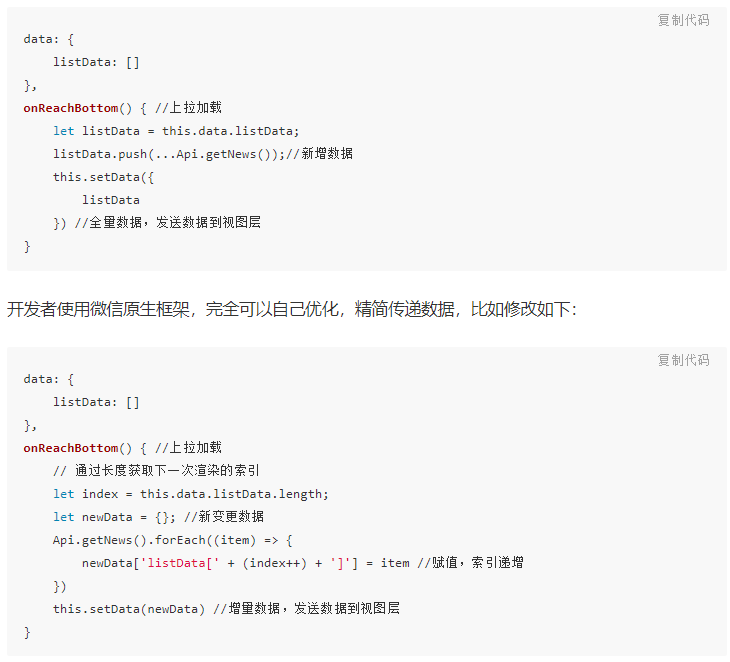 复制代码
data: {
    listData: []
},
onReachBottom() { //上拉加载
    let listData = this.data.listData;
    listData.push(...Api.getNews());//新增数据
    this.setData({
        listData
    }) //全量数据，发送数据到视图层
}
开发者使用微信原生框架，完全可以自己优化，精简传递数据，比如修改如下：
复制代码
data: {
    listData: []
},
onReachBottom() { //上拉加载
    // 通过长度获取下一次渲染的索引
    let index = this.data.listData.length;
    let newData = {}; //新变更数据
    Api.getNews().forEach((item) => {
        newData['listData[' + (index++) + ']'] = item //赋值，索引递增
    })
    this.setData(newData) //增量数据，发送数据到视图层
}